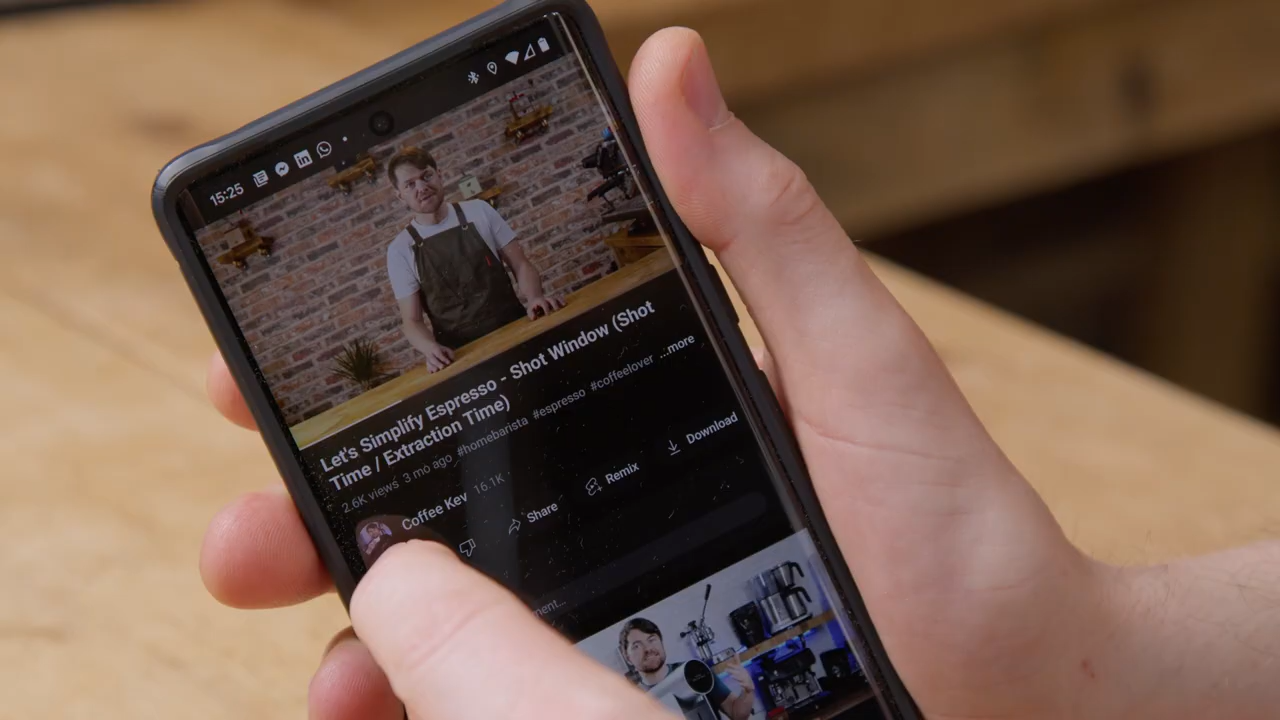 15:25
Let's Simplify Espresso - Shot Window (Shot
Time / Extraction Time)
2.6K views 3 mo ago #homebarista #espresso #coffeelover ...more
Coffee Kev 16.1K
Share Remix Download